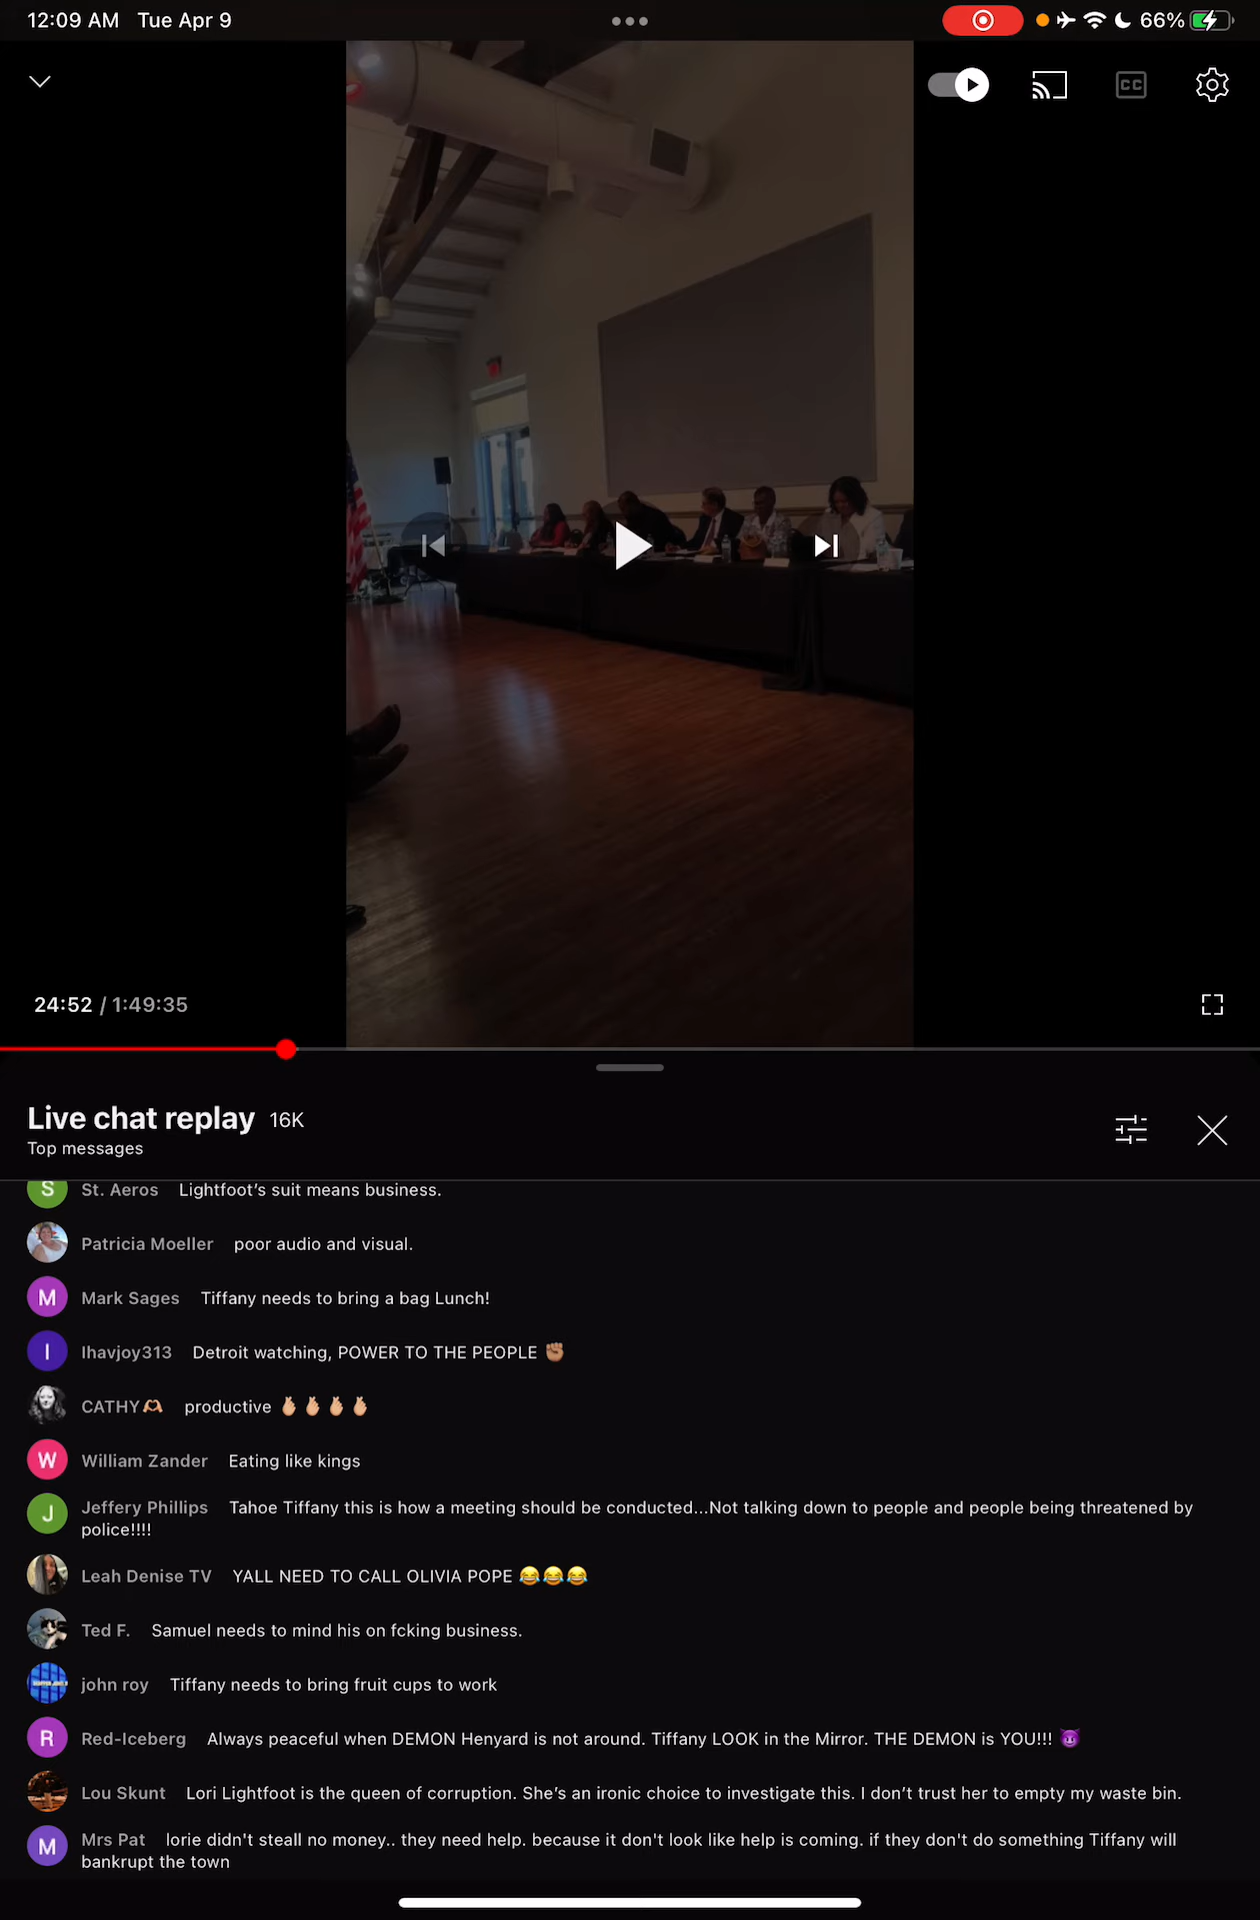 12:09 AM Tue Apr 9
66%
CC
24:52 / 1:49:35
Live chat replay 16K
Top messages
S St. Aeros Lightfoot’s suit means business.
Patricia Moeller poor audio and visual.
M Mark Sages Tiffany needs to bring a bag Lunch!
I Ihavjoy313 Detroit watching, POWER TO THE PEOPLE ✊🏽
CATHY🫶🏽 productive 🫰🏼🫰🏼🫰🏼🫰🏼
W William Zander Eating like kings
J Jeffery Phillips Tahoe Tiffany this is how a meeting should be conducted...Not talking down to people and people being threatened by
police!!!!
Leah Denise TV YALL NEED TO CALL OLIVIA POPE 😂😂😂
Ted F. Samuel needs to mind his on fcking business.
john roy Tiffany needs to bring fruit cups to work
R Red-Iceberg Always peaceful when DEMON Henyard is not around. Tiffany LOOK in the Mirror. THE DEMON is YOU!!! 😈
Lou Skunt Lori Lightfoot is the queen of corruption. She’s an ironic choice to investigate this. I don’t trust her to empty my waste bin.
M Mrs Pat lorie didn't steall no money.. they need help. because it don't look like help is coming. if they don't do something Tiffany will
bankrupt the town